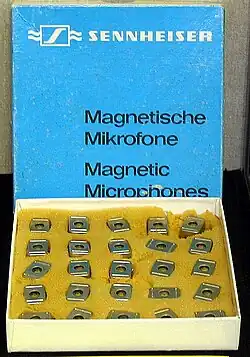 SENNHEISER
Magnetische
Mikrofone
Magnetic
Microphones